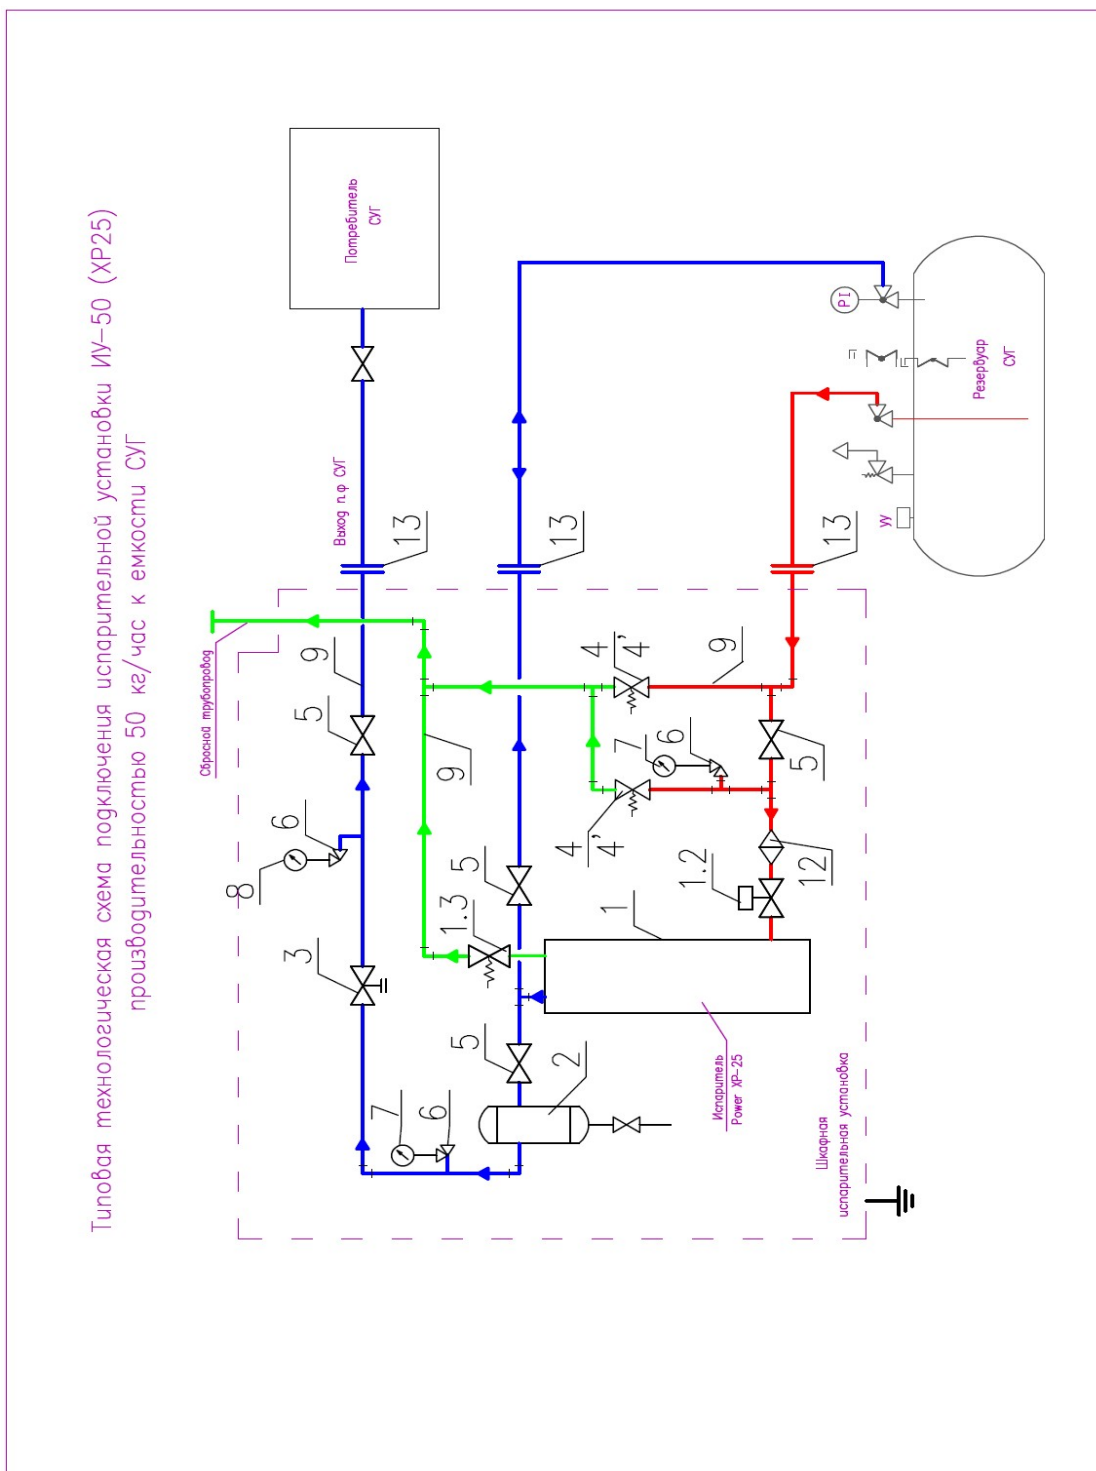 Типовая технологическая схема подключения испарительной установки ИУ-50 (ХР25)
производительностью 50 кг/час к емкости СУГ
Сбросной трубопровод
Потребитель
СУГ
Выход п.ф СУГ
8
6
5
9
13
3
7
6
1.3
5
9
13
5
2
4
4'
7
6
4
4'
9
13
1
1.2
12
5
PI
Резервуар
СУГ
УУ
Испаритель
Power XP-25
Шкафная
испарительная установка